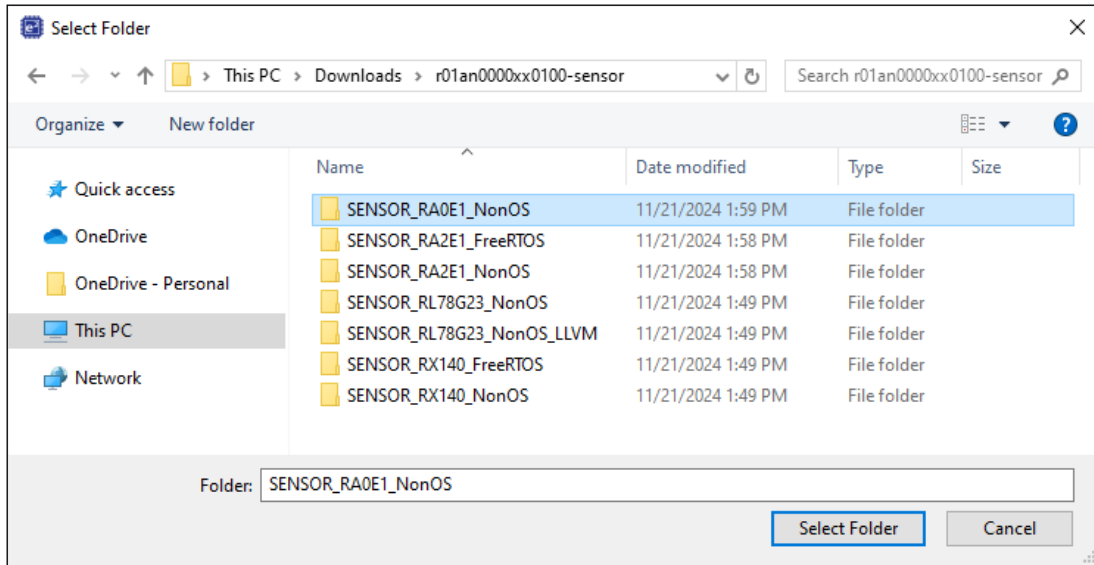 Select Folder
This PC > Downloads > r01an0000xx0100-sensor
Search r01an0000xx0100-sensor
Organize
New folder
?
Name Date modified Type Size
Quick access
OneDrive
OneDrive - Personal
This PC
Network
SENSOR_RA0E1_NonOS 11/21/2024 1:59 PM File folder
SENSOR_RA2E1_FreeRTOS 11/21/2024 1:58 PM File folder
SENSOR_RA2E1_NonOS 11/21/2024 1:58 PM File folder
SENSOR_RL78G23_NonOS 11/21/2024 1:49 PM File folder
SENSOR_RL78G23_NonOS_LLVM 11/21/2024 1:49 PM File folder
SENSOR_RX140_FreeRTOS 11/21/2024 1:49 PM File folder
SENSOR_RX140_NonOS 11/21/2024 1:49 PM File folder
Folder: SENSOR_RA0E1_NonOS
Select Folder Cancel